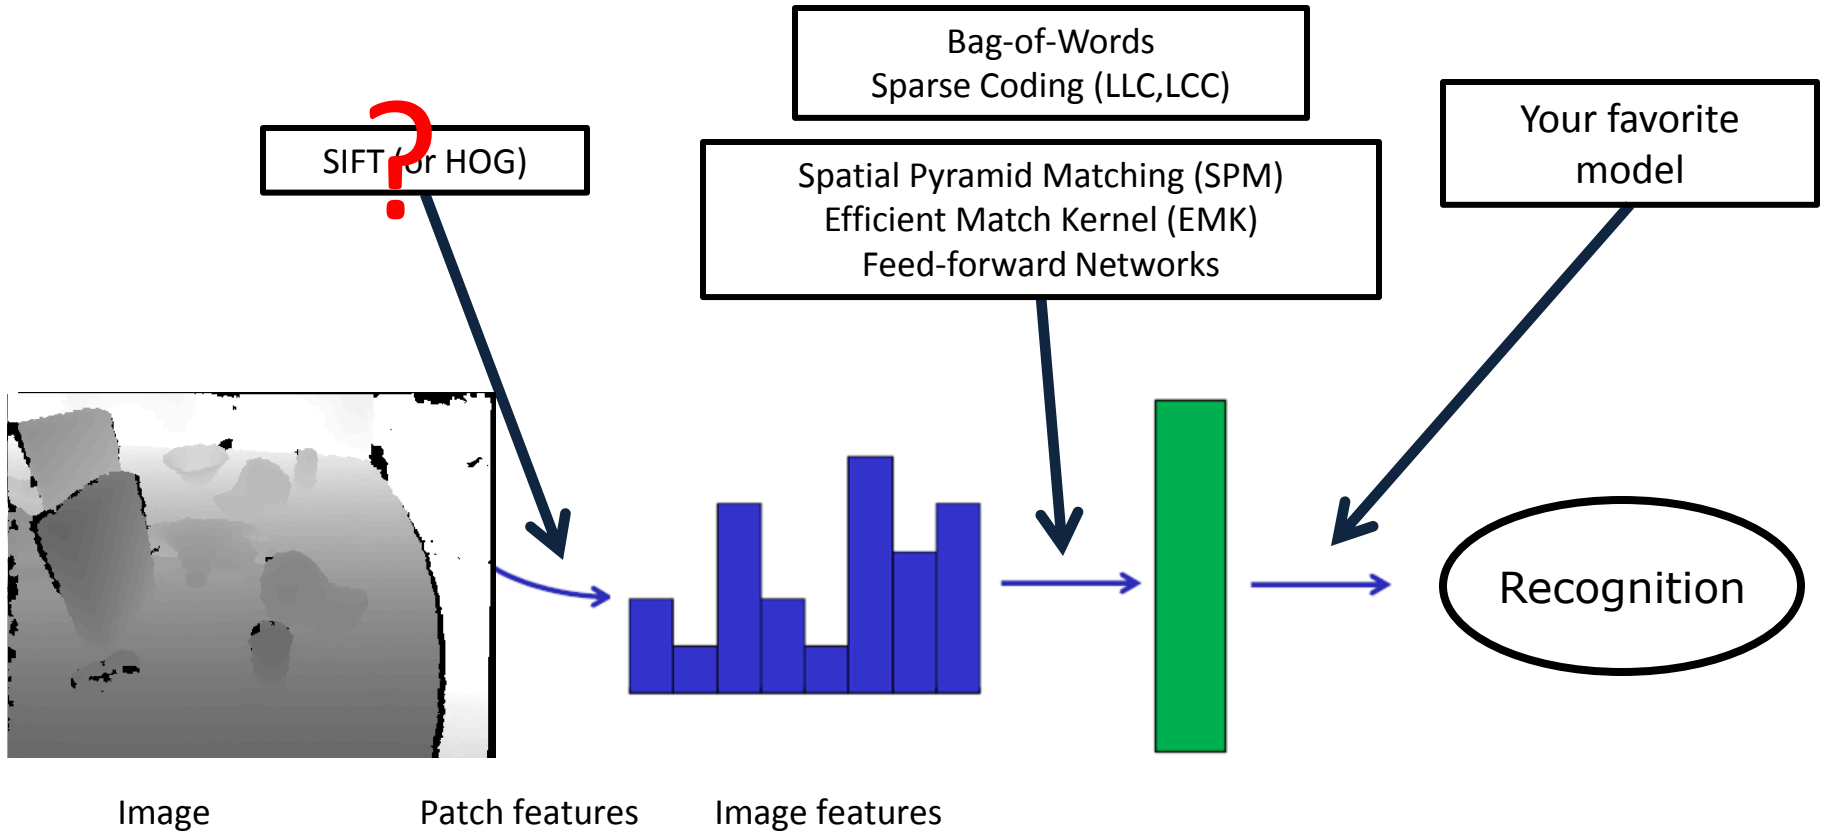 Bag-of-Words
Sparse Coding (LLC,LCC)
SIFT (or HOG)
?
Spatial Pyramid Matching (SPM)
Efficient Match Kernel (EMK)
Feed-forward Networks
Your favorite
model
Recognition
Image
Patch features
Image features